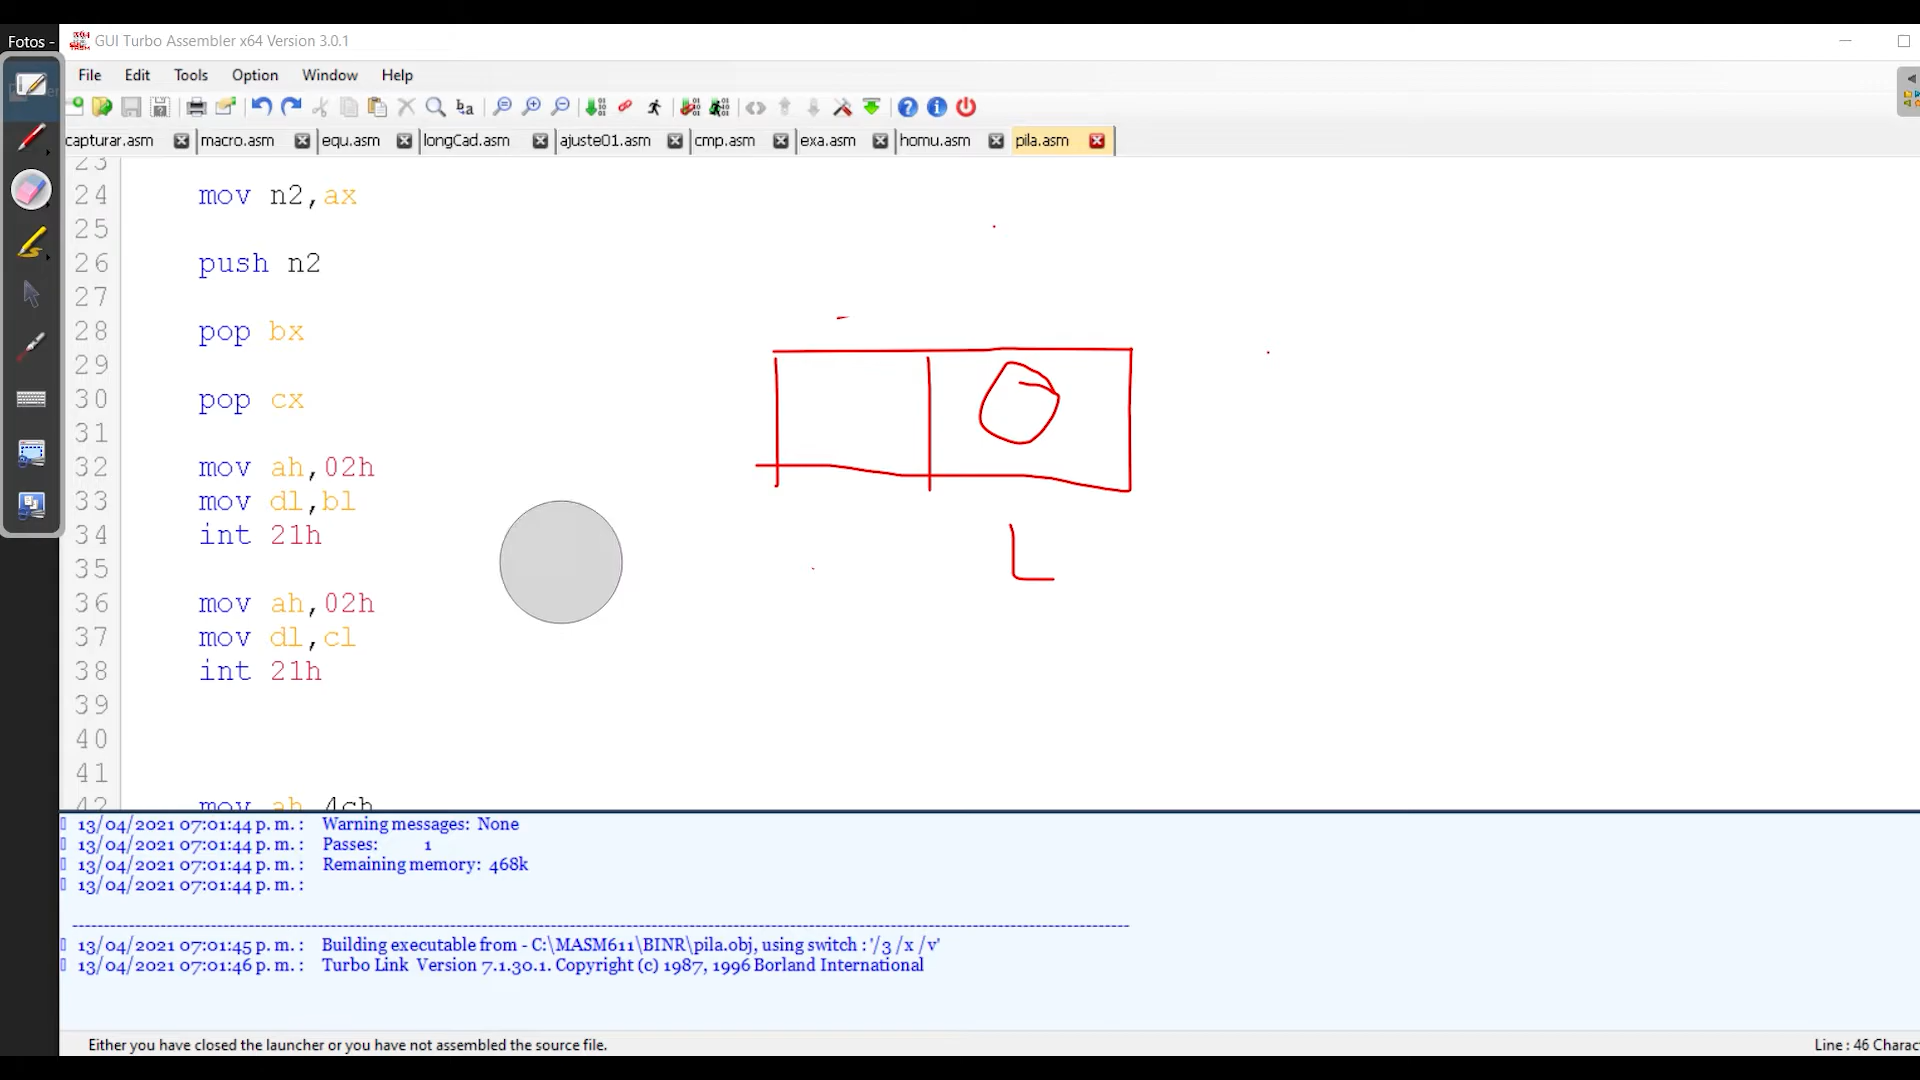 Fotos -
GUI Turbo Assembler x64 Version 3.0.1
File Edit Tools Option Window Help
capturar.asm macro.asm equ.asm longCad.asm ajuste01.asm cmp.asm exa.asm homu.asm pila.asm
23
24 mov n2,ax
25
26 push n2
27
28 pop bx
29
30 pop cx
31
32 mov ah,02h
33 mov dl,bl
34 int 21h
35
36 mov ah,02h
37 mov dl,cl
38 int 21h
39
40
41
42 mov ah,4ch
L
13/04/2021 07:01:44 p. m. : Warning messages: None
13/04/2021 07:01:44 p. m. : Passes: 1
13/04/2021 07:01:44 p. m. : Remaining memory: 468k
13/04/2021 07:01:44 p. m. :
13/04/2021 07:01:45 p. m. : Building executable from - C:\MASM611\BINR\pila.obj, using switch : '/3 /x /v'
13/04/2021 07:01:46 p. m. : Turbo Link Version 7.1.30.1. Copyright (c) 1987, 1996 Borland International
Either you have closed the launcher or you have not assembled the source file.
Line : 46 Charac